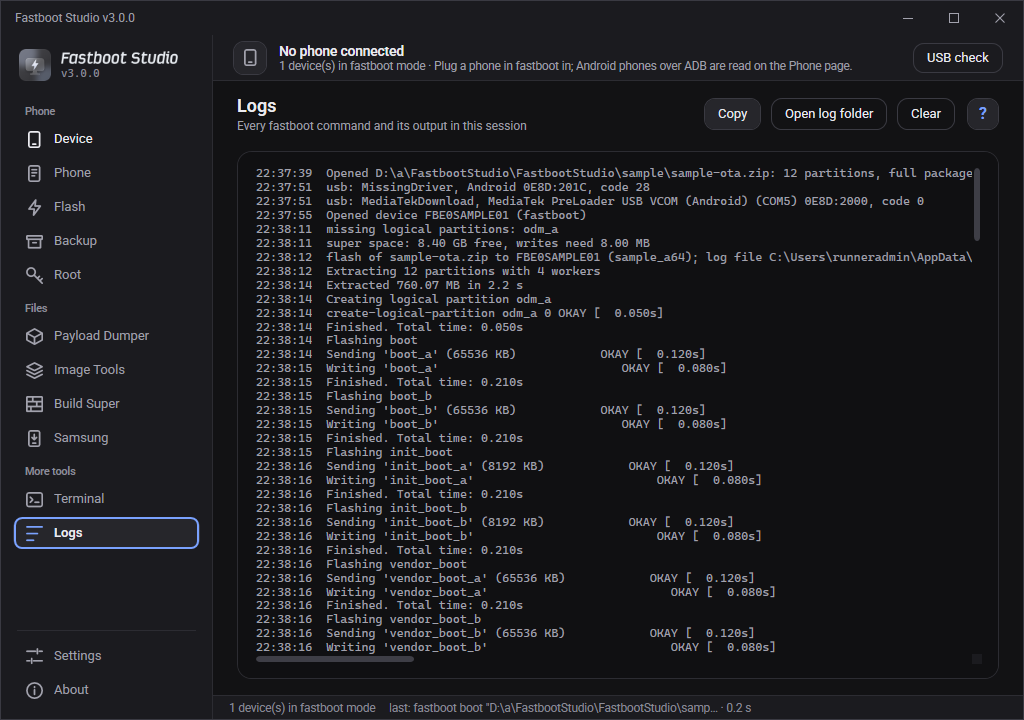 Fastboot Studio v3.0.0
Fastboot Studio
v3.0.0
Phone
Device
Phone
Flash
Backup
Root
Files
Payload Dumper
Image Tools
Build Super
Samsung
More tools
Terminal
Logs
Settings
About
No phone connected
1 device(s) in fastboot mode · Plug a phone in fastboot in; Android phones over ADB are read on the Phone page.
USB check
Logs
Every fastboot command and its output in this session
Copy
Open log folder
Clear
?
22:37:39 Opened D:\a\FastbootStudio\FastbootStudio\sample\sample-ota.zip: 12 partitions, full package
22:37:51 usb: MissingDriver, Android 0E8D:201C, code 28
22:37:51 usb: MediaTekDownload, MediaTek PreLoader USB VCOM (Android) (COM5) 0E8D:2000, code 0
22:37:55 Opened device FBE0SAMPLE01 (fastboot)
22:38:11 missing logical partitions: odm_a
22:38:11 super space: 8.40 GB free, writes need 8.00 MB
22:38:12 flash of sample-ota.zip to FBE0SAMPLE01 (sample_a64); log file C:\Users\runneradmin\AppData\
22:38:12 Extracting 12 partitions with 4 workers
22:38:14 Extracted 760.07 MB in 2.2 s
22:38:14 Creating logical partition odm_a
22:38:14 create-logical-partition odm_a 0 OKAY [ 0.050s]
22:38:14 Finished. Total time: 0.050s
22:38:14 Flashing boot
22:38:14 Sending 'boot_a' (65536 KB) OKAY [ 0.120s]
22:38:15 Writing 'boot_a' OKAY [ 0.080s]
22:38:15 Finished. Total time: 0.210s
22:38:15 Flashing boot_b
22:38:15 Sending 'boot_b' (65536 KB) OKAY [ 0.120s]
22:38:15 Writing 'boot_b' OKAY [ 0.080s]
22:38:15 Finished. Total time: 0.210s
22:38:15 Flashing init_boot
22:38:16 Sending 'init_boot_a' (8192 KB) OKAY [ 0.120s]
22:38:16 Writing 'init_boot_a' OKAY [ 0.080s]
22:38:16 Finished. Total time: 0.210s
22:38:16 Flashing init_boot_b
22:38:16 Sending 'init_boot_b' (8192 KB) OKAY [ 0.120s]
22:38:16 Writing 'init_boot_b' OKAY [ 0.080s]
22:38:16 Finished. Total time: 0.210s
22:38:16 Flashing vendor_boot
22:38:16 Sending 'vendor_boot_a' (65536 KB) OKAY [ 0.120s]
22:38:16 Writing 'vendor_boot_a' OKAY [ 0.080s]
22:38:16 Finished. Total time: 0.210s
22:38:16 Flashing vendor_boot_b
22:38:16 Sending 'vendor_boot_b' (65536 KB) OKAY [ 0.120s]
22:38:16 Writing 'vendor_boot_b' OKAY [ 0.080s]
1 device(s) in fastboot mode last: fastboot boot "D:\a\FastbootStudio\FastbootStudio\samp… · 0.2 s